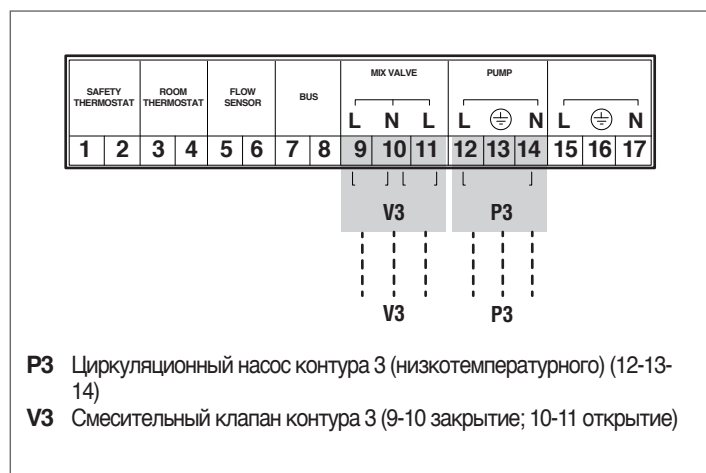 MIX VALVE PUMP
SAFETY THERMOSTAT ROOM THERMOSTAT FLOW SENSOR BUS
L N L L N L N
1 2 3 4 5 6 7 8 9 10 11 12 13 14 15 16 17
V3 P3
V3 P3
P3 Циркуляционный насос контура 3 (низкотемпературного) (12-13-
14)
V3 Смесительный клапан контура 3 (9-10 закрытие; 10-11 открытие)